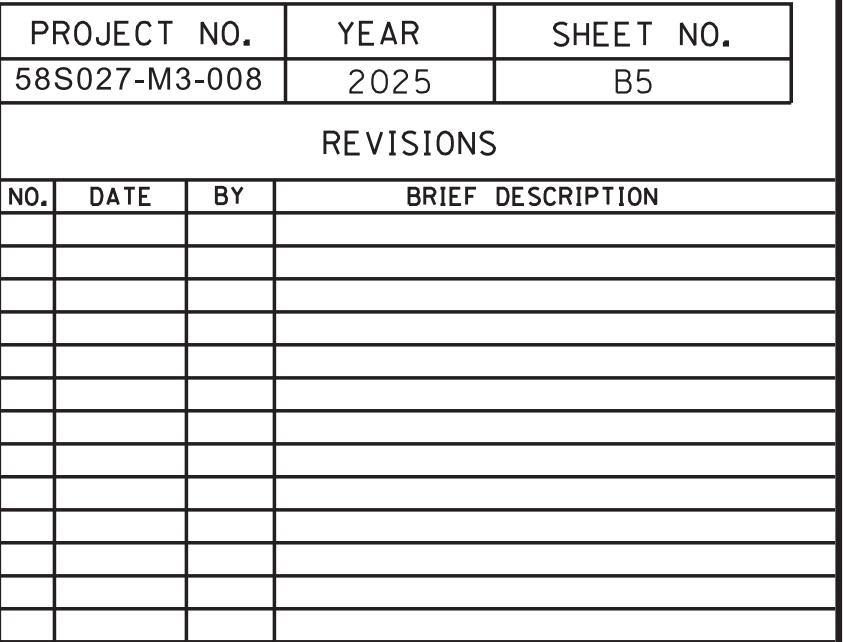 PROJECT NO. YEAR SHEET NO.
58S027-M3-008 2025 B5
REVISIONS
NO. DATE BY BRIEF DESCRIPTION